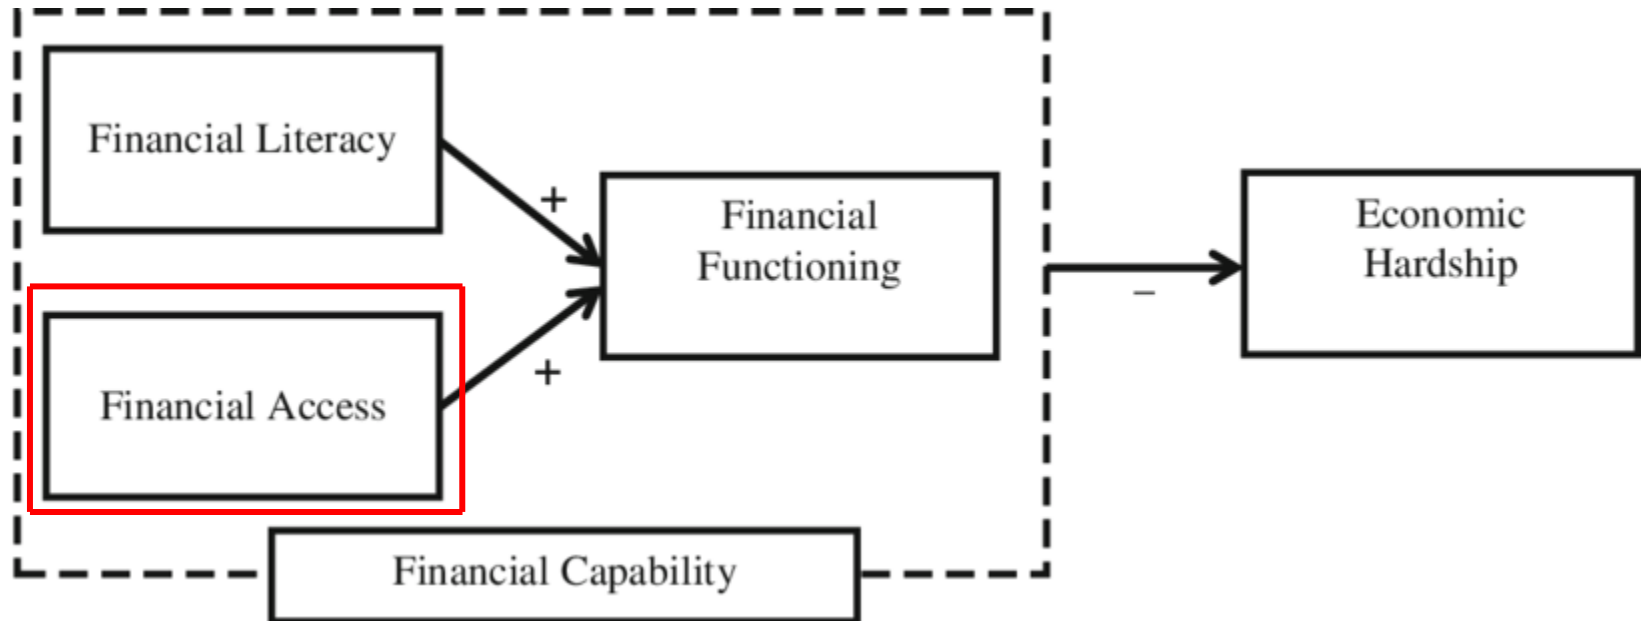 Financial Literacy
+
Financial
Functioning
Economic
Hardship
–
Financial Access
+
Financial Capability